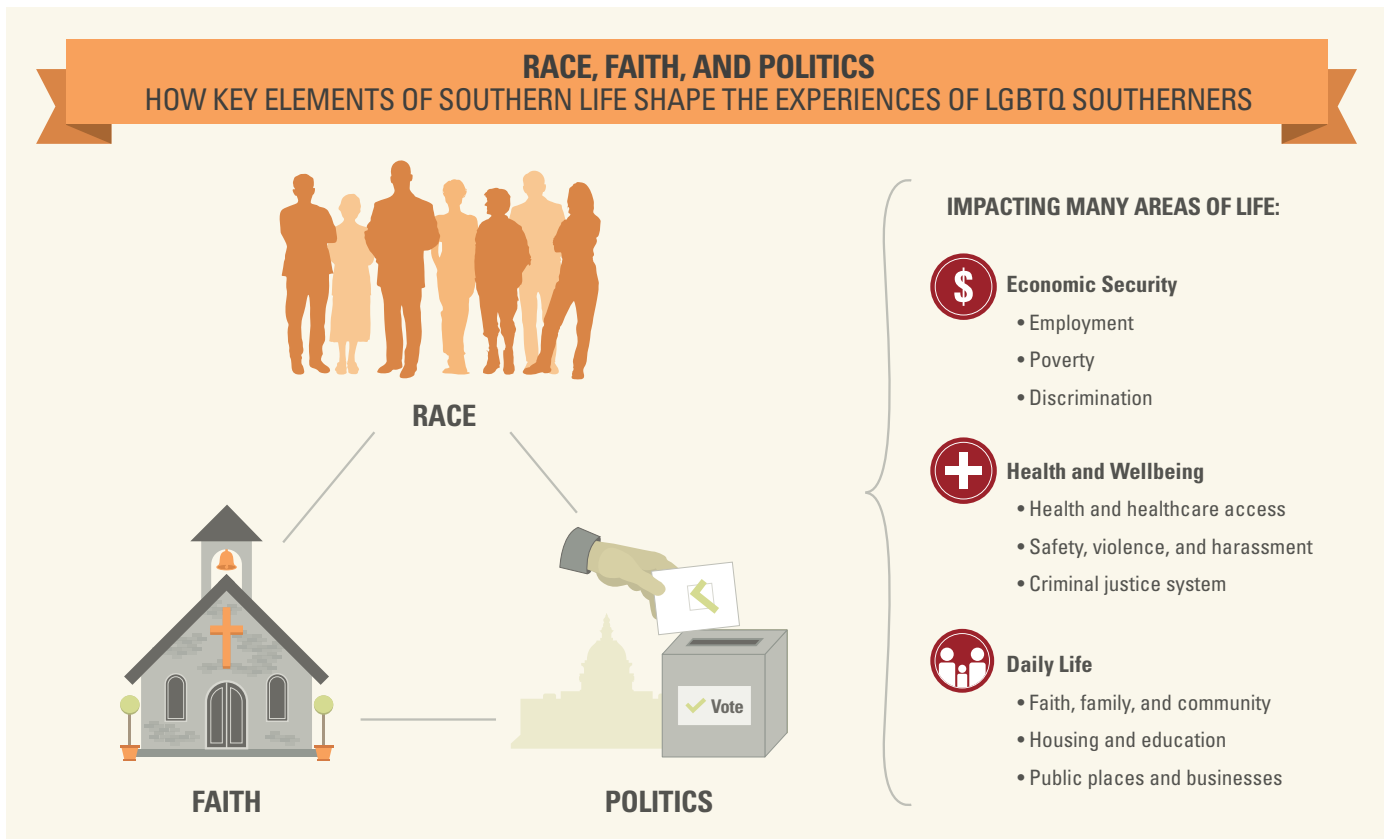 RACE, FAITH, AND POLITICS
HOW KEY ELEMENTS OF SOUTHERN LIFE SHAPE THE EXPERIENCES OF LGBTQ SOUTHERNERS
RACE
FAITH
Vote
POLITICS
IMPACTING MANY AREAS OF LIFE:
$
Economic Security
• Employment
• Poverty
• Discrimination
Health and Wellbeing
• Health and healthcare access
• Safety, violence, and harassment
• Criminal justice system
Daily Life
• Faith, family, and community
• Housing and education
• Public places and businesses